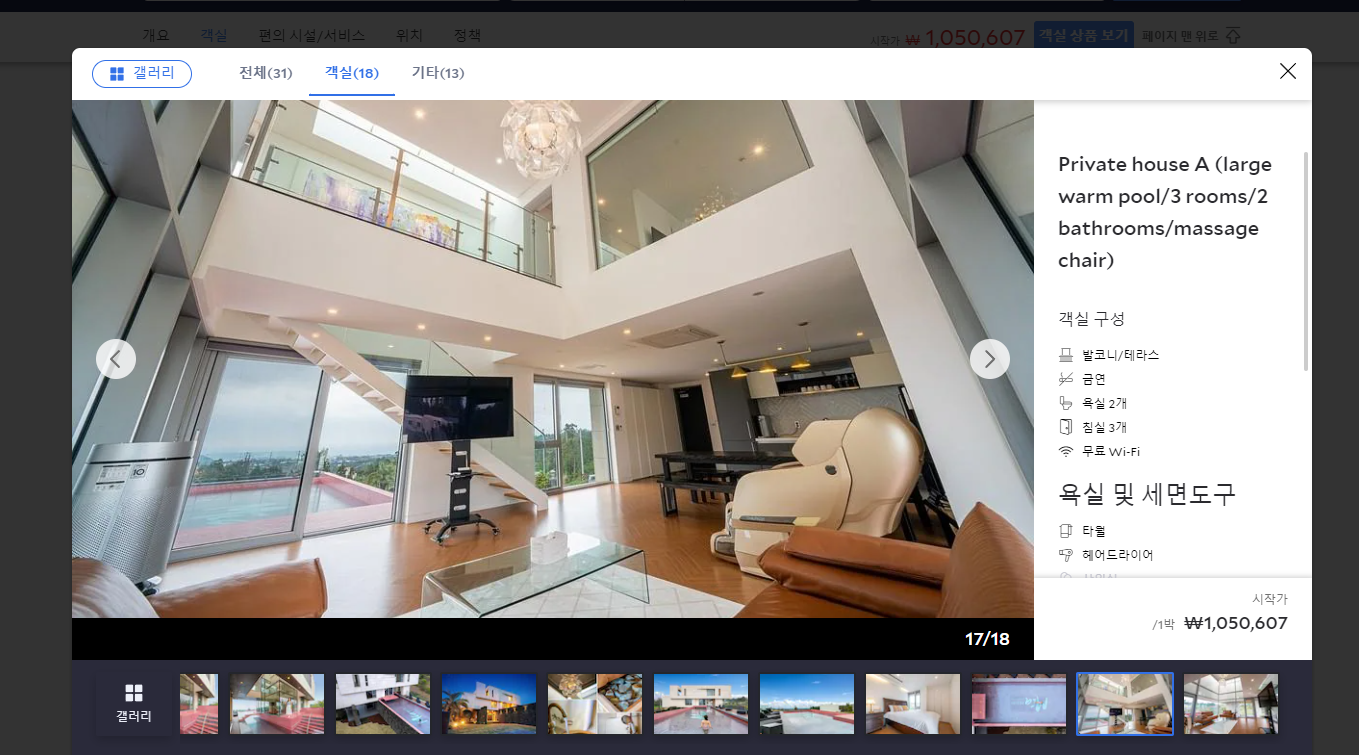 개요 객실 편의 시설/서비스 위치 정책
시작가 ₩ 1,050,607 객실 상품 보기 페이지 맨 위로
갤러리 전체(31) 객실(18) 기타(13)
Private house A (large
warm pool/3 rooms/2
bathrooms/massage
chair)
객실 구성
발코니/테라스
금연
욕실 2개
침실 3개
무료 Wi-Fi
욕실 및 세면도구
타월
헤어드라이어
시작가
/1박 ₩1,050,607
17/18
갤러리